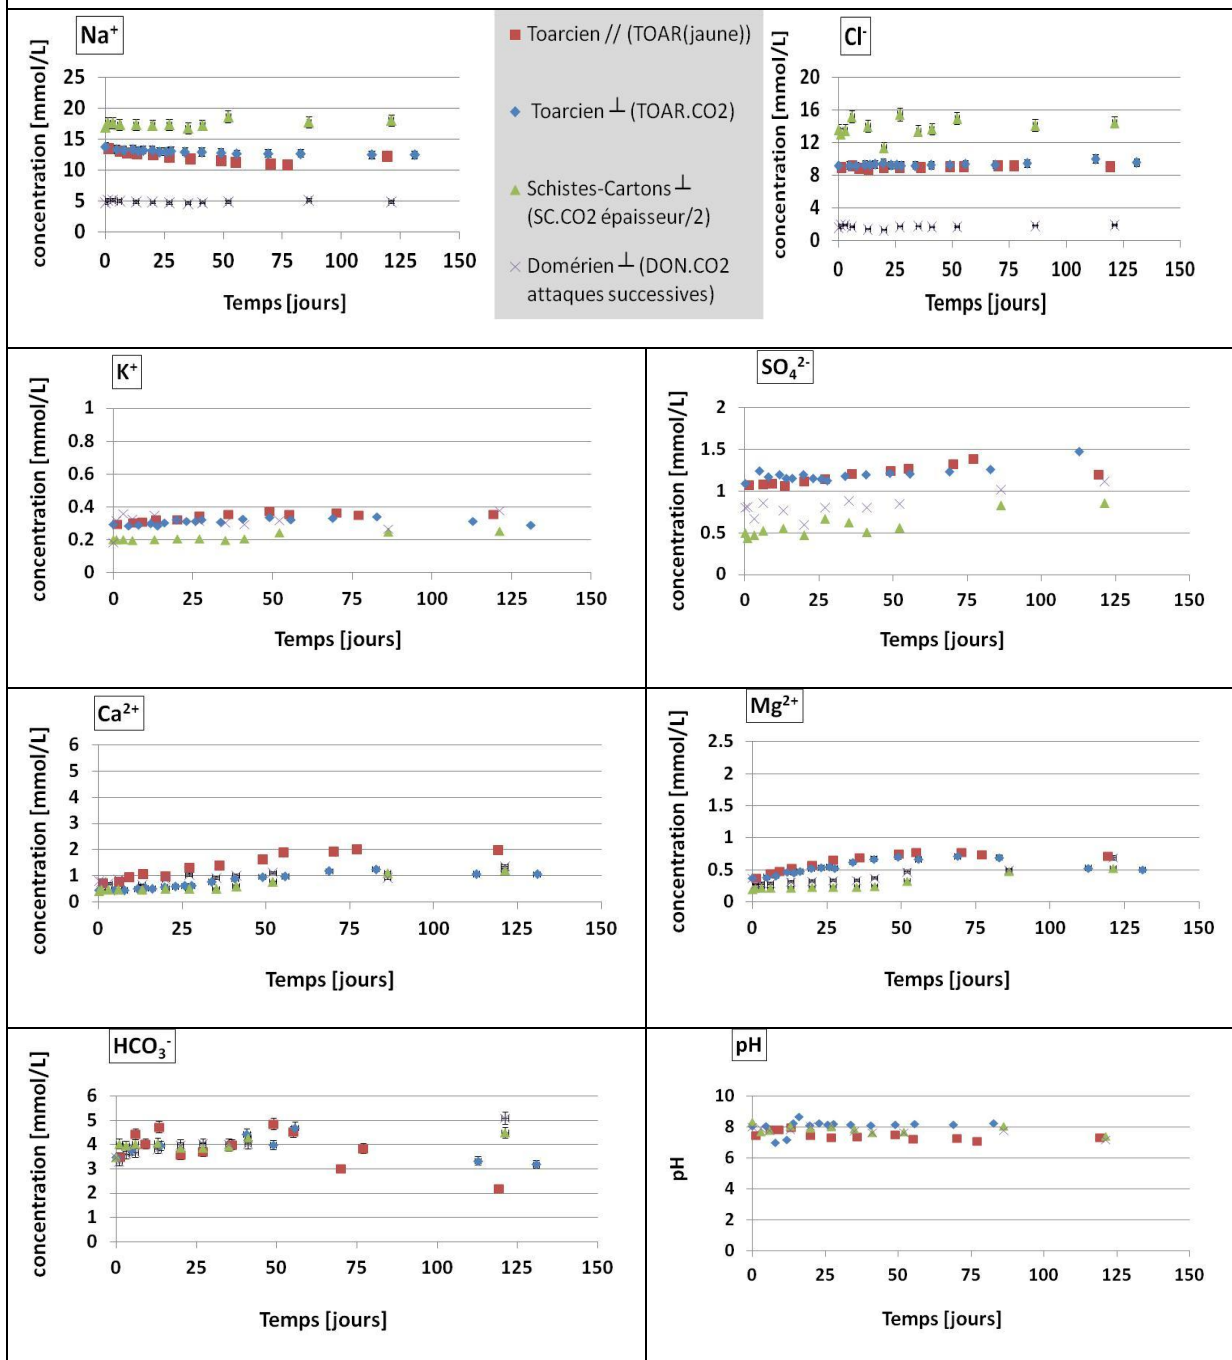 Na⁺
concentration [mmol/L]
25
20
15
10
5
0
0 25 50 75 100 125 150
Temps [jours]
Toarcien // (TOAR(jaune))
Toarcien ⊥ (TOAR.CO2)
Schistes-Cartons ⊥
(SC.CO2 épaisseur/2)
Domérien ⊥ (DON.CO2
attaques successives)
Cl⁻
concentration [mmol/L]
20
16
12
8
4
0
0 25 50 75 100 125 150
Temps [jours]
K⁺
concentration [mmol/L]
1
0.8
0.6
0.4
0.2
0
0 25 50 75 100 125 150
Temps [jours]
SO₄²⁻
concentration [mmol/L]
2
1.5
1
0.5
0
0 25 50 75 100 125 150
Temps [jours]
Ca²⁺
concentration [mmol/L]
6
5
4
3
2
1
0
0 25 50 75 100 125 150
Temps [jours]
Mg²⁺
concentration [mmol/L]
2.5
2
1.5
1
0.5
0
0 25 50 75 100 125 150
Temps [jours]
HCO₃⁻
concentration [mmol/L]
6
5
4
3
2
1
0
0 25 50 75 100 125 150
Temps [jours]
pH
pH
10
8
6
4
2
0
0 25 50 75 100 125 150
Temps [jours]